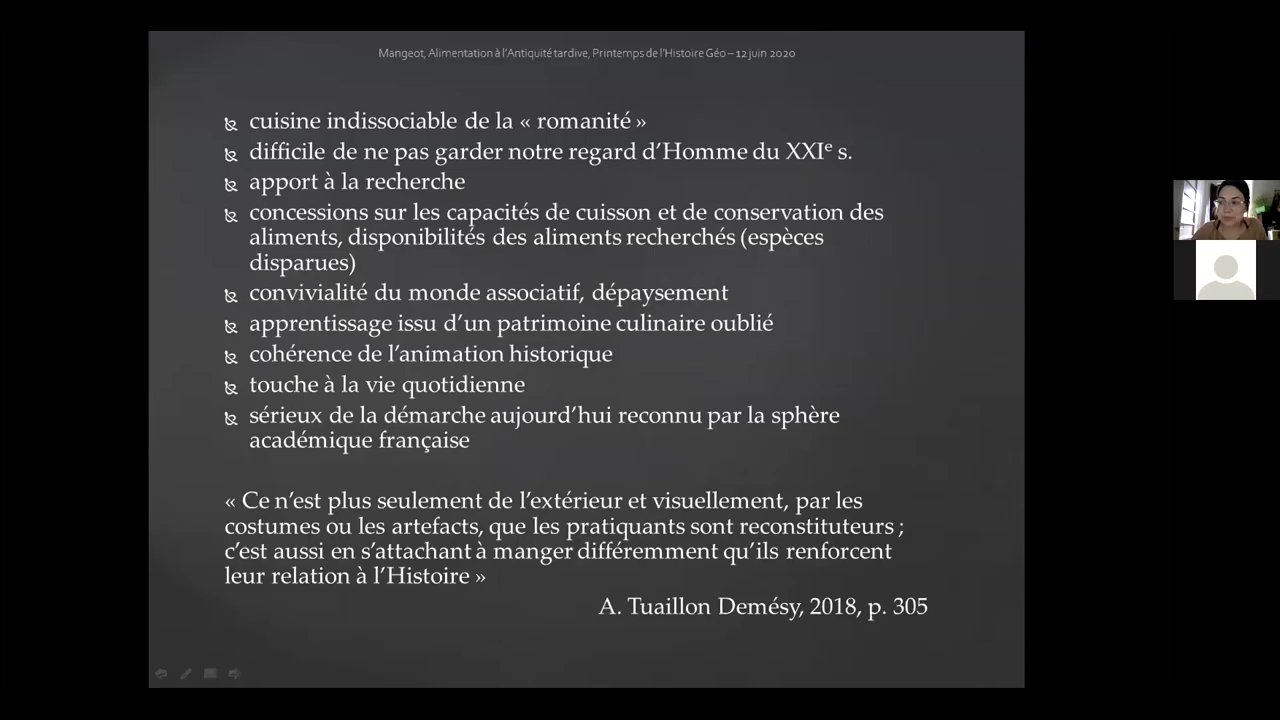 Mangeot, Alimentation à l'Antiquité tardive, Printemps de l'Histoire Géo – 12 juin 2020
cuisine indissociable de la « romanité »
difficile de ne pas garder notre regard d'Homme du XXIe s.
apport à la recherche
concessions sur les capacités de cuisson et de conservation des
aliments, disponibilités des aliments recherchés (espèces
disparues)
convivialité du monde associatif, dépaysement
apprentissage issu d'un patrimoine culinaire oublié
cohérence de l'animation historique
touche à la vie quotidienne
sérieux de la démarche aujourd'hui reconnu par la sphère
académique française
« Ce n'est plus seulement de l'extérieur et visuellement, par les
costumes ou les artefacts, que les pratiquants sont reconstituteurs ;
c'est aussi en s'attachant à manger différemment qu'ils renforcent
leur relation à l'Histoire »
A. Tuaillon Demésy, 2018, p. 305